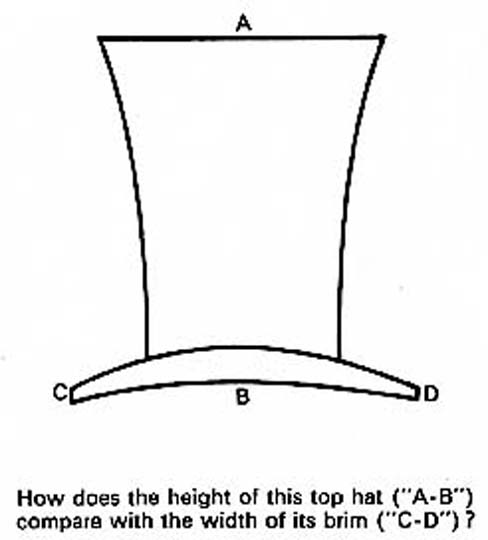 A
C
B
D
How does the height of this top hat ("A-B")
compare with the width of its brim ("C-D")?